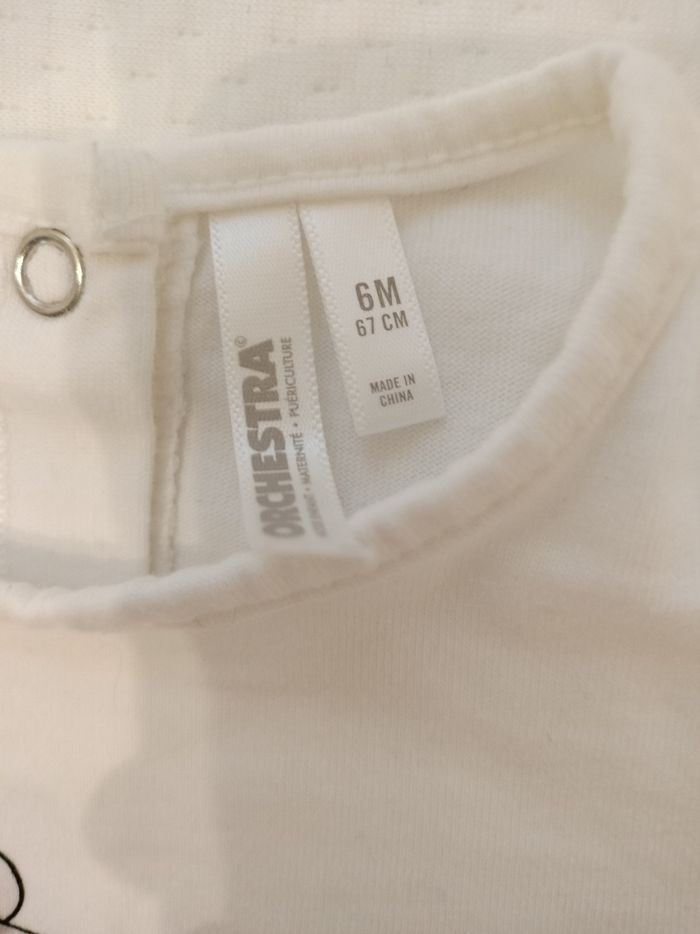 ORCHESTRA©
• MATERNITÉ • PUÉRICULTURE
6M
67 CM
MADE IN
CHINA